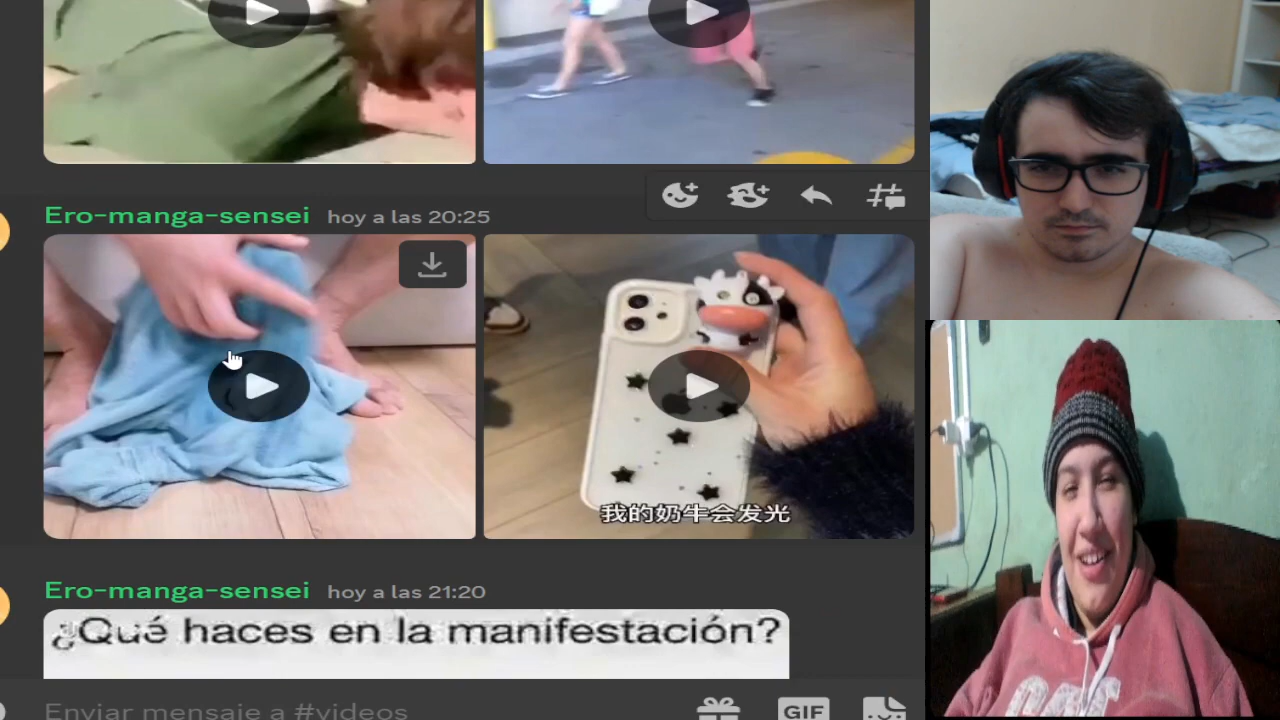 Ero-manga-sensei hoy a las 20:25
我的奶牛会发光
Ero-manga-sensei hoy a las 21:20
¿Qué haces en la manifestación?
Enviar mensaje a #videos
GIF